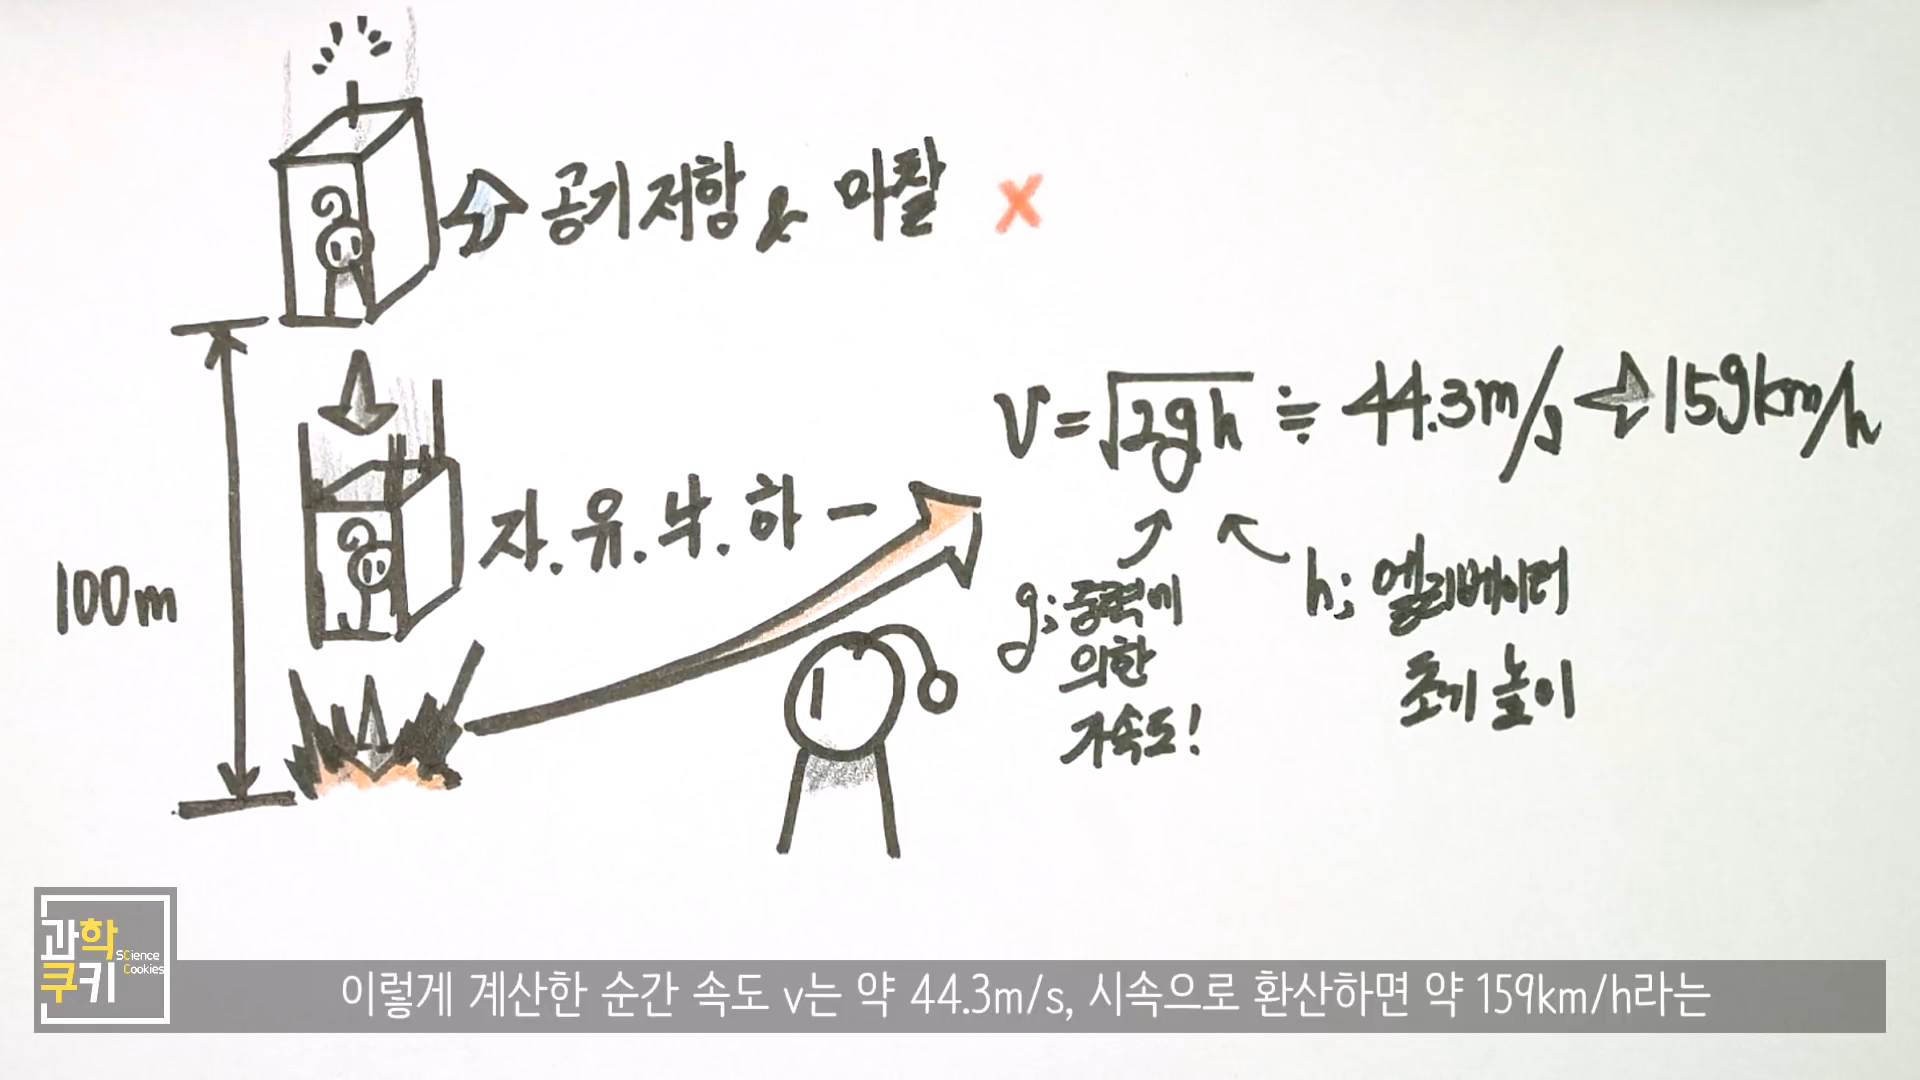 공기저항 & 마찰 X
100m
자.유.낙.하-
V=√2gh ≒ 44.3m/s 159km/h
g; 중력에
의한
가속도!
h; 엘리베이터
초기 높이
과학
쿠키
Science
Cookies
이렇게 계산한 순간 속도 v는 약 44.3m/s, 시속으로 환산하면 약 159km/h라는